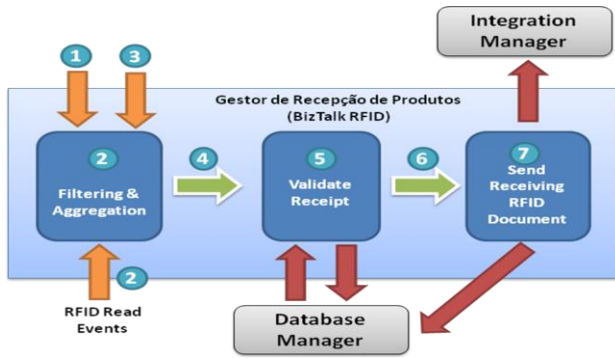 Integration
Manager
1
3
Gestor de Recepção de Produtos
(BizTalk RFID)
2
Filtering &
Aggregation
4
5
Validate
Receipt
6
7
Send
Receiving
RFID
Document
2
RFID Read
Events
Database
Manager